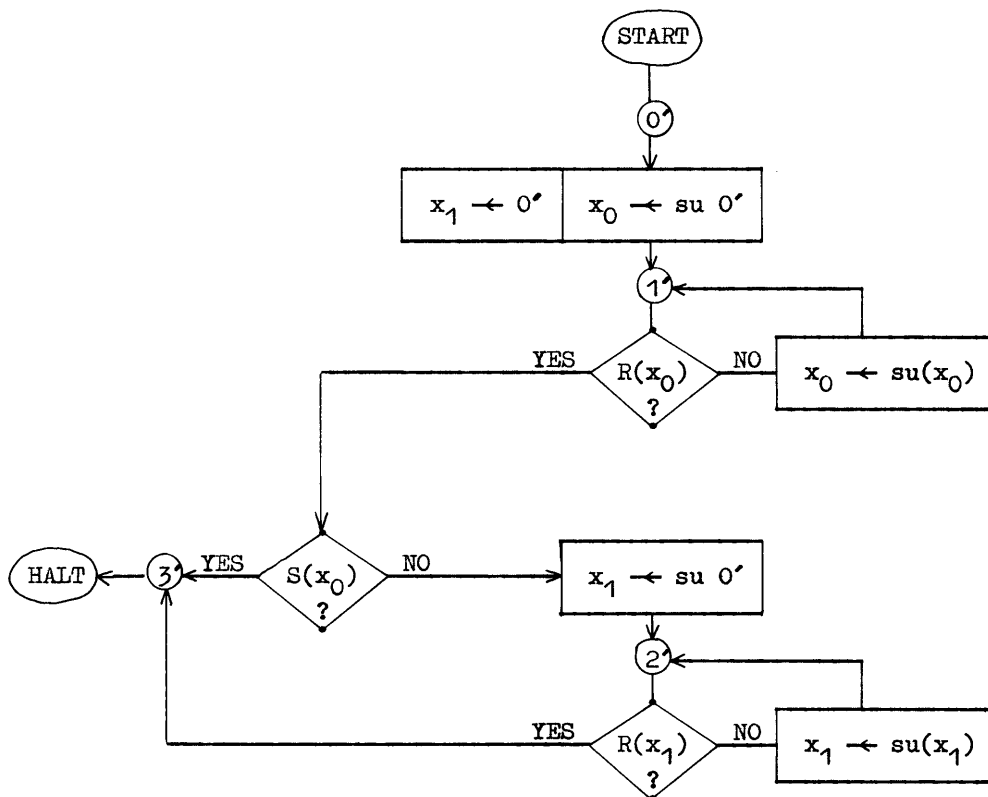 START
0′
x₁ ← 0′
x₀ ← su 0′
1′
YES
R(x₀)
?
NO
x₀ ← su(x₀)
HALT
3′
YES
S(x₀)
?
NO
x₁ ← su 0′
2′
YES
R(x₁)
?
NO
x₁ ← su(x₁)